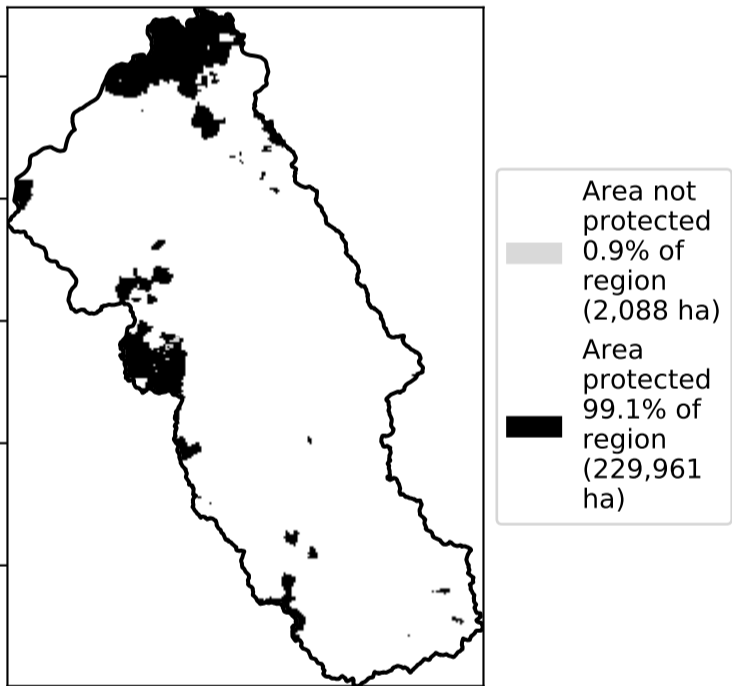 Area not
protected
0.9% of
region
(2,088 ha)
Area
protected
99.1% of
region
(229,961
ha)